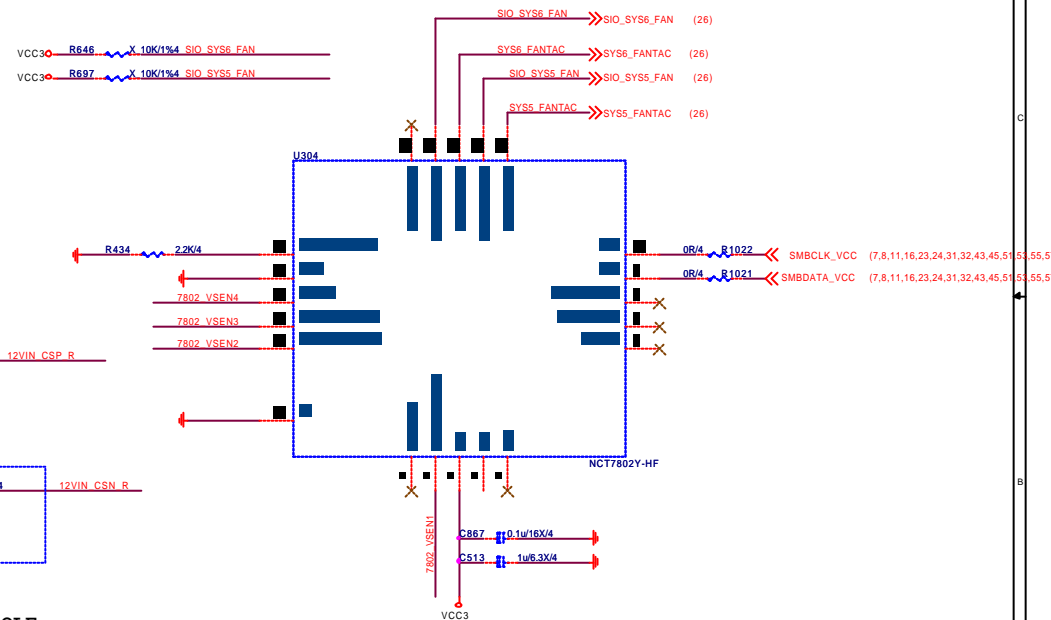 SIO_SYS6_FAN SIO_SYS6_FAN (26)
VCC3 R646 X_10K/1%4 SIO_SYS6_FAN
SYS6_FANTAC SYS6_FANTAC (26)
VCC3 R697 X_10K/1%4 SIO_SYS5_FAN
SIO_SYS5_FAN SIO_SYS5_FAN (26)
SYS5_FANTAC SYS5_FANTAC (26)
C
U304
R434 2.2K/4
0R/4 R1022 SMBCLK_VCC (7,8,11,16,23,24,31,32,43,45,51,53,55,5
0R/4 R1021 SMBDATA_VCC (7,8,11,16,23,24,31,32,43,45,51,53,55,5
7802_VSEN4
7802_VSEN3
7802_VSEN2
12VIN_CSP_R
NCT7802Y-HF
B
12VIN_CSN_R
7802_VSEN1
C867 0.1u/16X/4
C513 1u/6.3X/4
VCC3